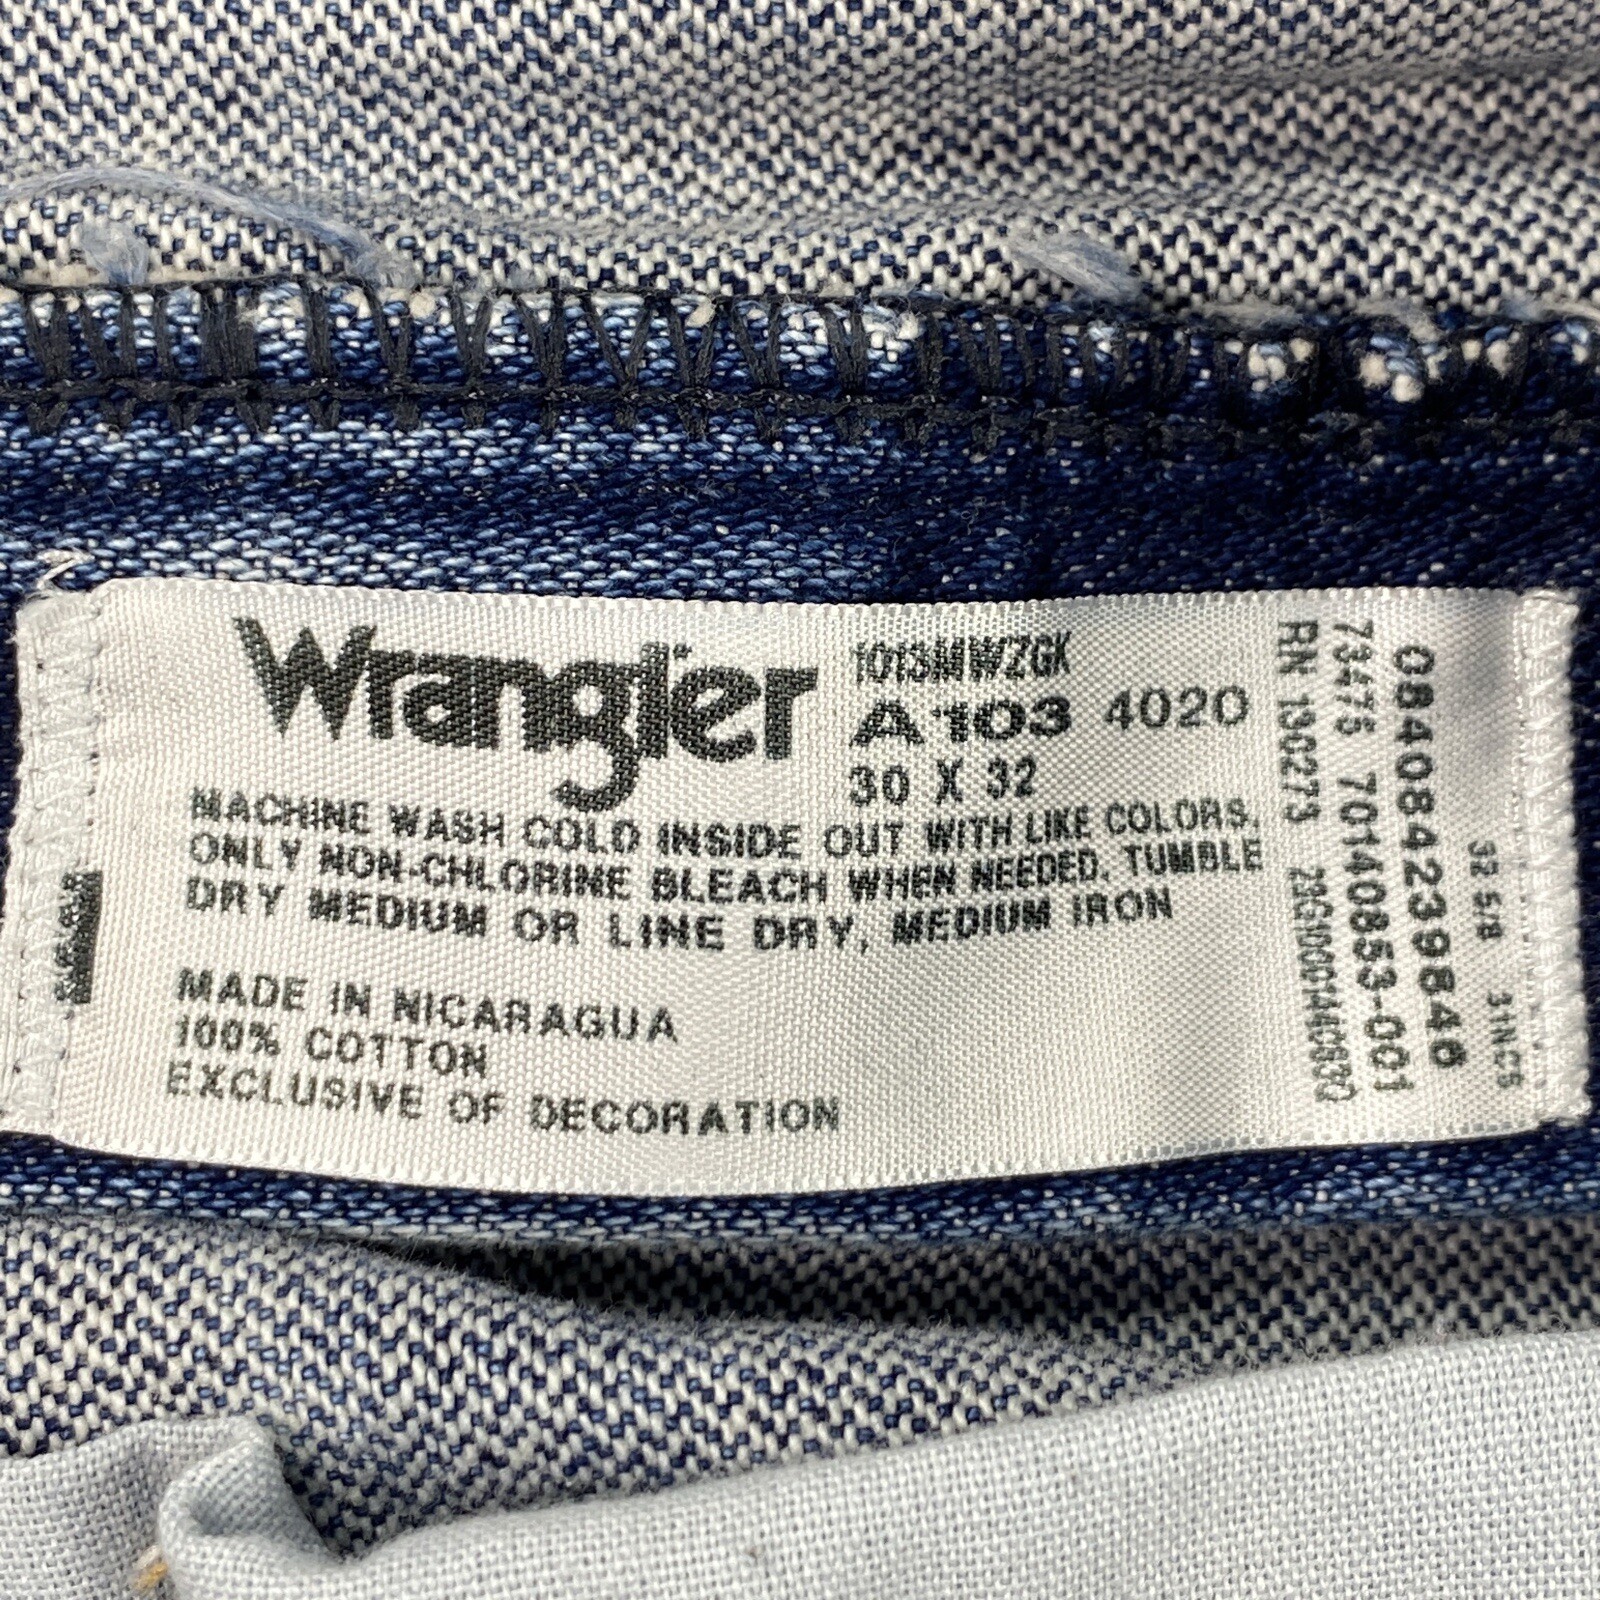 Wrangler
1013MWZGK
A103 4020
30 X 32
MACHINE WASH COLD INSIDE OUT WITH LIKE COLORS.
ONLY NON-CHLORINE BLEACH WHEN NEEDED. TUMBLE
DRY MEDIUM OR LINE DRY, MEDIUM IRON
MADE IN NICARAGUA
100% COTTON
EXCLUSIVE OF DECORATION
RN 130273
73475 70140853-001
084084239846
32 5/8 31NC5